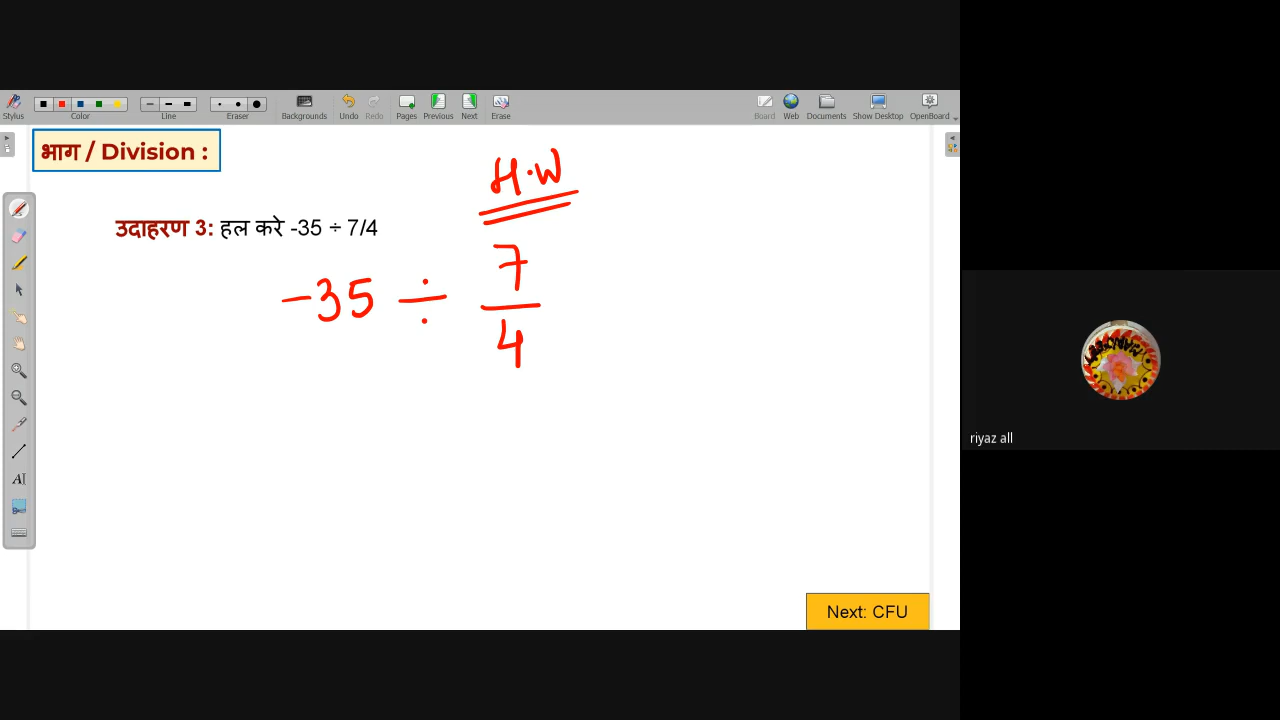 Stylus
Color
Line
Eraser
Backgrounds
Undo
Redo
Pages
Previous
Next
Erase
Board
Web
Documents
Show Desktop
OpenBoard
भाग / Division :
H.W
उदाहरण 3: हल करे -35 ÷ 7/4
-35 ÷ 7/4
AI
riyaz all
Next: CFU